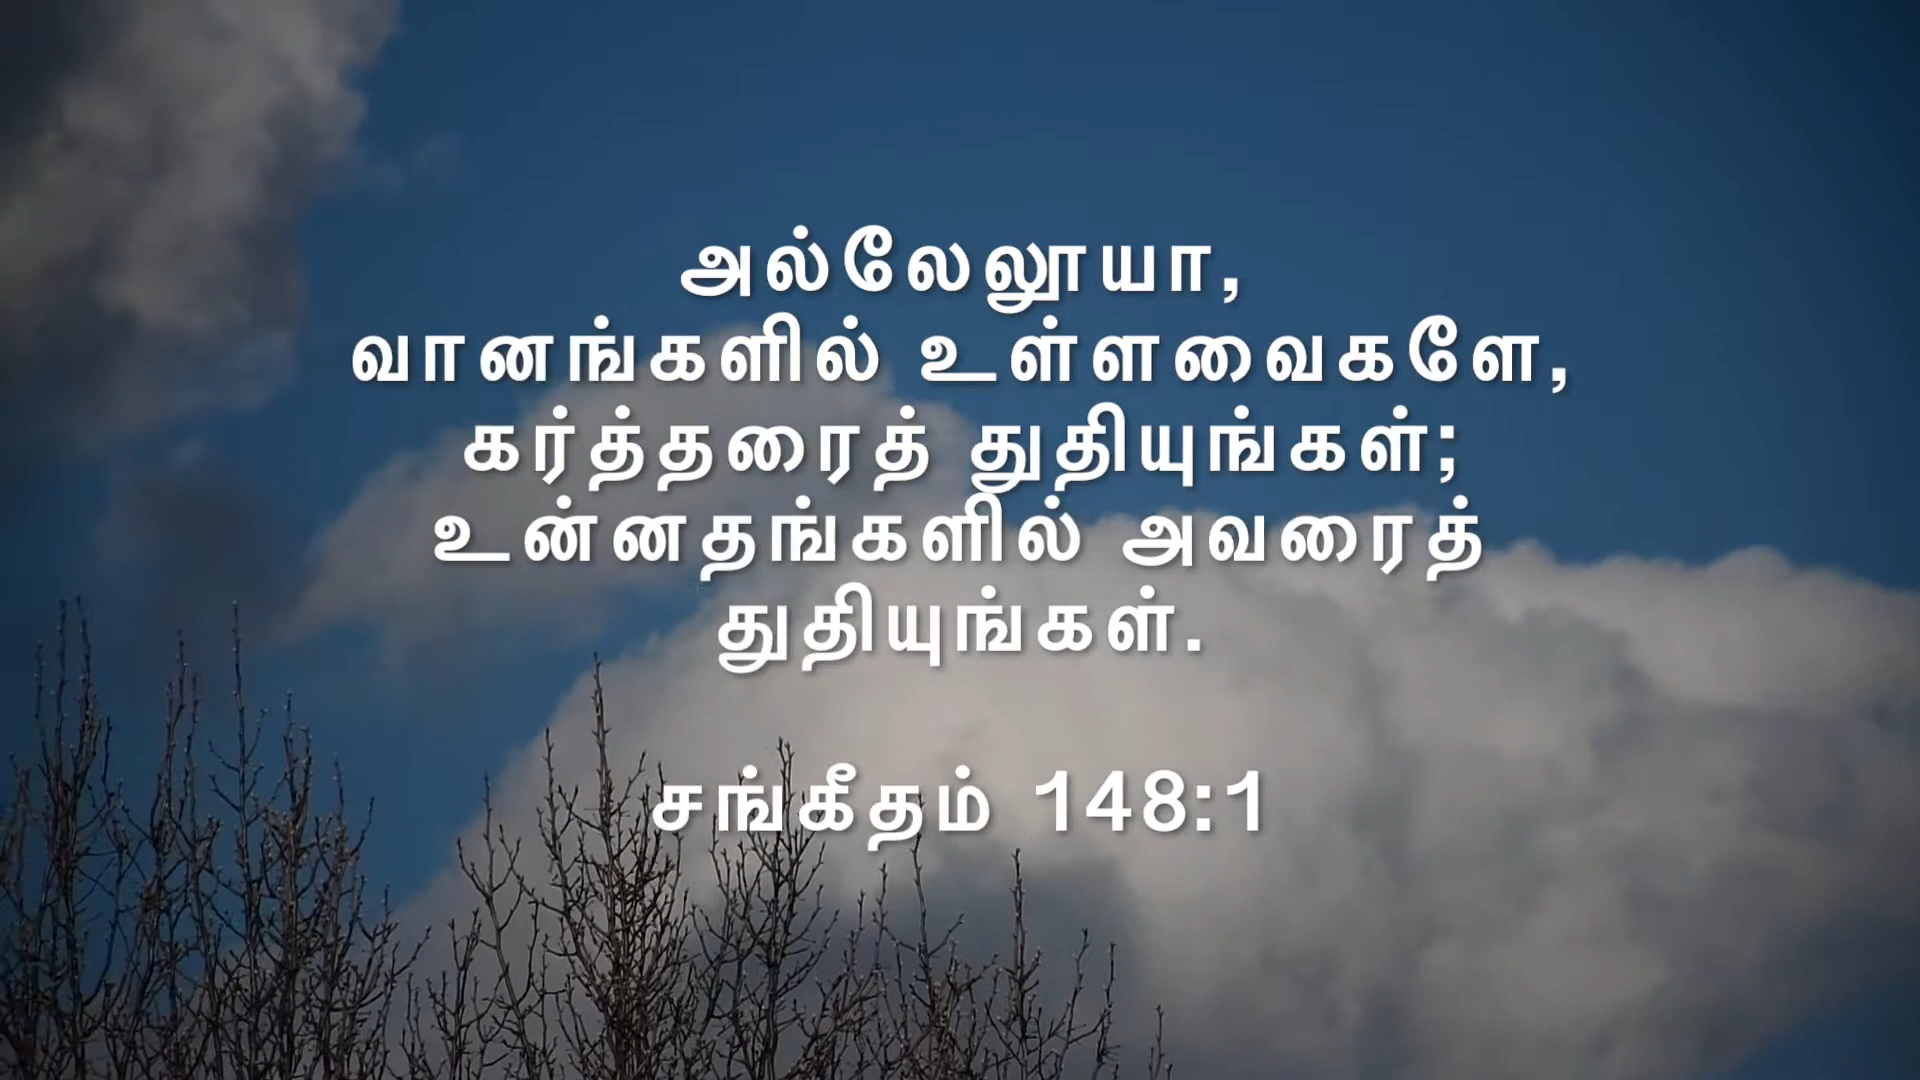 அல்லேலூயா,
வானங்களில் உள்ளவைகளே,
கர்த்தரைத் துதியுங்கள்;
உன்னதங்களில் அவரைத்
துதியுங்கள்.
சங்கீதம் 148:1